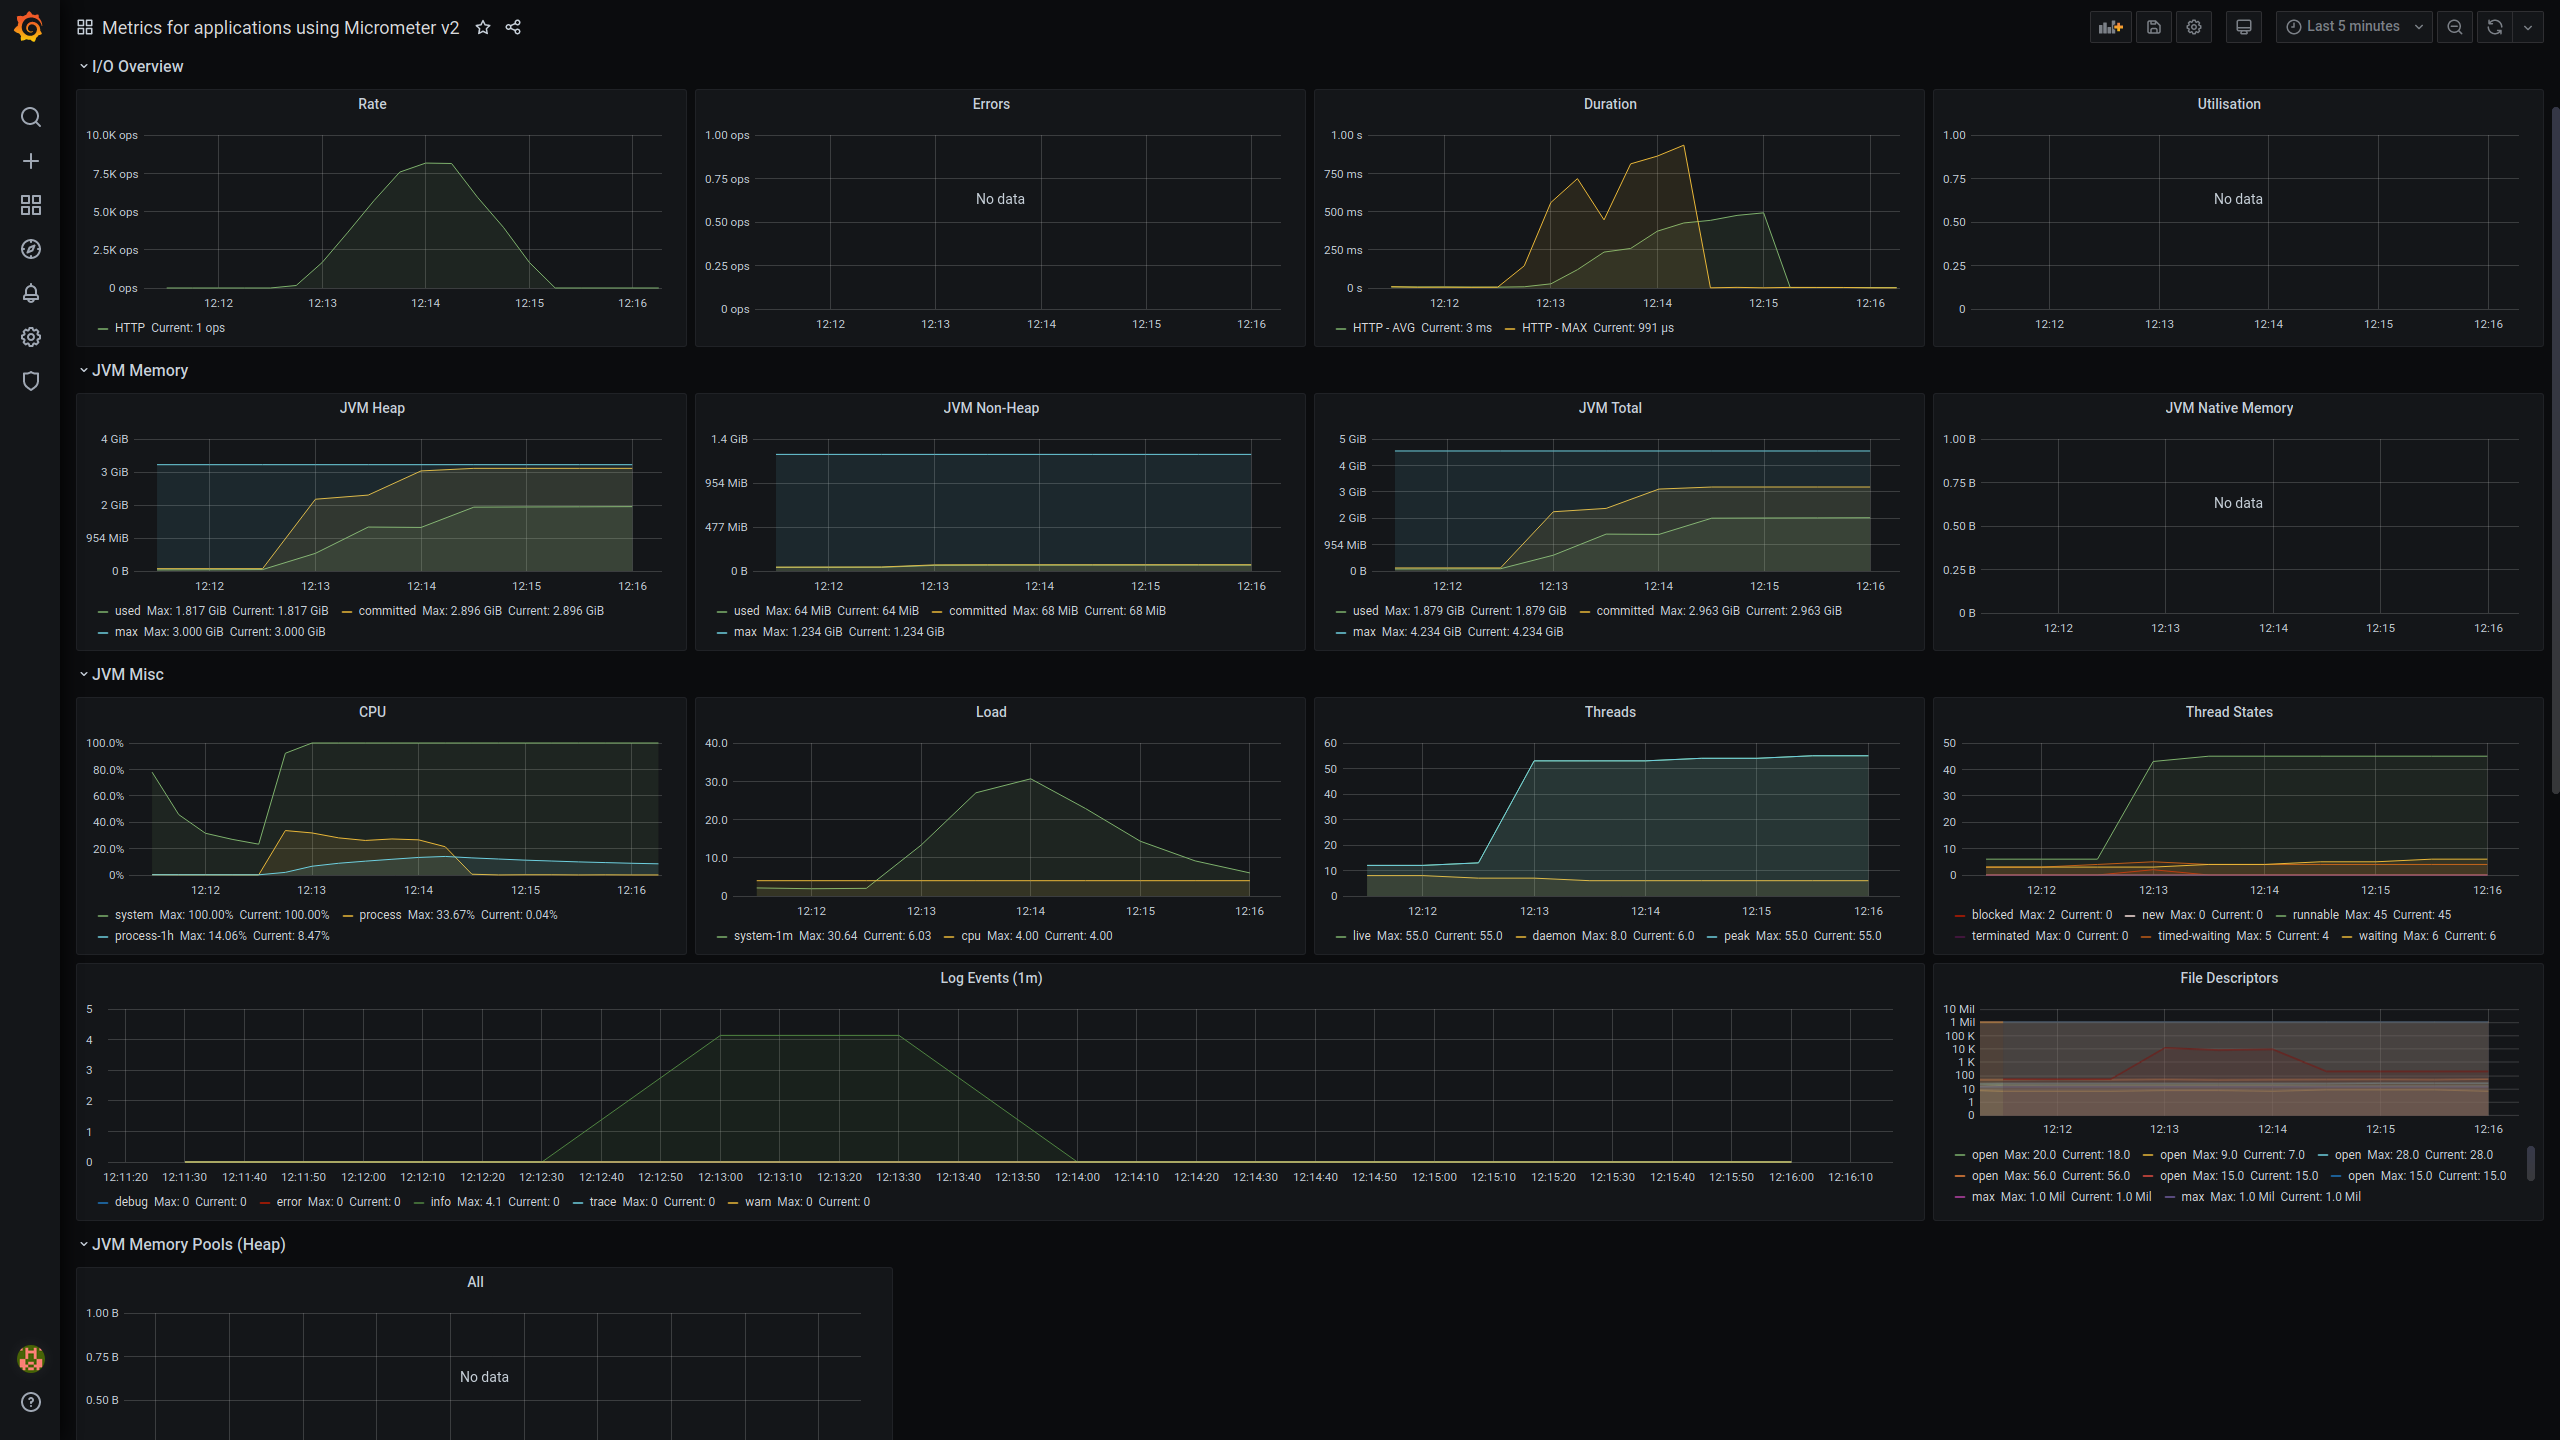 Metrics for applications using Micrometer v2
Last 5 minutes
I/O Overview
Rate
10.0K ops
7.5K ops
5.0K ops
2.5K ops
0 ops
12:12 12:13 12:14 12:15 12:16
HTTP Current: 1 ops
Errors
1.00 ops
0.75 ops
0.50 ops
0.25 ops
0 ops
No data
12:12 12:13 12:14 12:15 12:16
Duration
1.00 s
750 ms
500 ms
250 ms
0 s
12:12 12:13 12:14 12:15 12:16
HTTP - AVG Current: 3 ms HTTP - MAX Current: 991 µs
Utilisation
1.00
0.75
0.50
0.25
0
No data
12:12 12:13 12:14 12:15 12:16
JVM Memory
JVM Heap
4 GiB
3 GiB
2 GiB
954 MiB
0 B
12:12 12:13 12:14 12:15 12:16
used Max: 1.817 GiB Current: 1.817 GiB committed Max: 2.896 GiB Current: 2.896 GiB
max Max: 3.000 GiB Current: 3.000 GiB
JVM Non-Heap
1.4 GiB
954 MiB
477 MiB
0 B
12:12 12:13 12:14 12:15 12:16
used Max: 64 MiB Current: 64 MiB committed Max: 68 MiB Current: 68 MiB
max Max: 1.234 GiB Current: 1.234 GiB
JVM Total
5 GiB
4 GiB
3 GiB
2 GiB
954 MiB
0 B
12:12 12:13 12:14 12:15 12:16
used Max: 1.879 GiB Current: 1.879 GiB committed Max: 2.963 GiB Current: 2.963 GiB
max Max: 4.234 GiB Current: 4.234 GiB
JVM Native Memory
1.00 B
0.75 B
0.50 B
0.25 B
0 B
No data
12:12 12:13 12:14 12:15 12:16
JVM Misc
CPU
100.0%
80.0%
60.0%
40.0%
20.0%
0%
12:12 12:13 12:14 12:15 12:16
system Max: 100.00% Current: 100.00% process Max: 33.67% Current: 0.04%
process-1h Max: 14.06% Current: 8.47%
Load
40.0
30.0
20.0
10.0
0
12:12 12:13 12:14 12:15 12:16
system-1m Max: 30.64 Current: 6.03 cpu Max: 4.00 Current: 4.00
Threads
60
50
40
30
20
10
0
12:12 12:13 12:14 12:15 12:16
live Max: 55.0 Current: 55.0 daemon Max: 8.0 Current: 6.0 peak Max: 55.0 Current: 55.0
Thread States
50
40
30
20
10
0
12:12 12:13 12:14 12:15 12:16
blocked Max: 2 Current: 0 new Max: 0 Current: 0 runnable Max: 45 Current: 45
terminated Max: 0 Current: 0 timed-waiting Max: 5 Current: 4 waiting Max: 6 Current: 6
Log Events (1m)
5
4
3
2
1
0
12:11:20 12:11:30 12:11:40 12:11:50 12:12:00 12:12:10 12:12:20 12:12:30 12:12:40 12:12:50 12:13:00 12:13:10 12:13:20 12:13:30 12:13:40 12:13:50 12:14:00 12:14:10 12:14:20 12:14:30 12:14:40 12:14:50 12:15:00 12:15:10 12:15:20 12:15:30 12:15:40 12:15:50 12:16:00 12:16:10
debug Max: 0 Current: 0 error Max: 0 Current: 0 info Max: 4.1 Current: 0 trace Max: 0 Current: 0 warn Max: 0 Current: 0
File Descriptors
10 Mil
1 Mil
100 K
10 K
1 K
100
10
1
0
12:12 12:13 12:14 12:15 12:16
open Max: 20.0 Current: 18.0 open Max: 9.0 Current: 7.0 open Max: 28.0 Current: 28.0
open Max: 56.0 Current: 56.0 open Max: 15.0 Current: 15.0 open Max: 15.0 Current: 15.0
max Max: 1.0 Mil Current: 1.0 Mil max Max: 1.0 Mil Current: 1.0 Mil
JVM Memory Pools (Heap)
All
1.00 B
0.75 B
0.50 B
No data